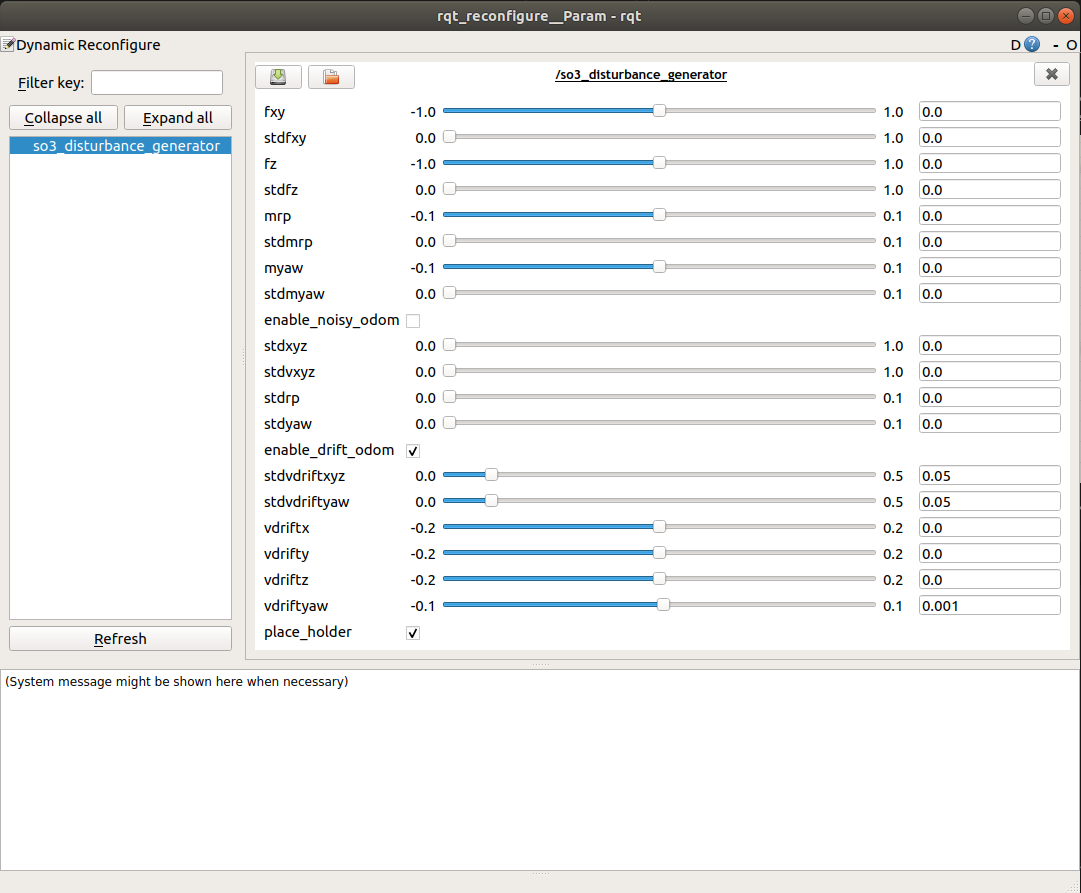 rqt_reconfigure__Param - rqt
Dynamic Reconfigure
D ? - O
Filter key:
Collapse all Expand all
so3_disturbance_generator
Refresh
/so3_disturbance_generator
fxy -1.0 1.0 0.0
stdfxy 0.0 1.0 0.0
fz -1.0 1.0 0.0
stdfz 0.0 1.0 0.0
mrp -0.1 0.1 0.0
stdmrp 0.0 0.1 0.0
myaw -0.1 0.1 0.0
stdmyaw 0.0 0.1 0.0
enable_noisy_odom
stdxyz 0.0 1.0 0.0
stdvxyz 0.0 1.0 0.0
stdrp 0.0 0.1 0.0
stdyaw 0.0 0.1 0.0
enable_drift_odom
stdvdriftxyz 0.0 0.5 0.05
stdvdriftyaw 0.0 0.5 0.05
vdriftx -0.2 0.2 0.0
vdrifty -0.2 0.2 0.0
vdriftz -0.2 0.2 0.0
vdriftyaw -0.1 0.1 0.001
place_holder
(System message might be shown here when necessary)